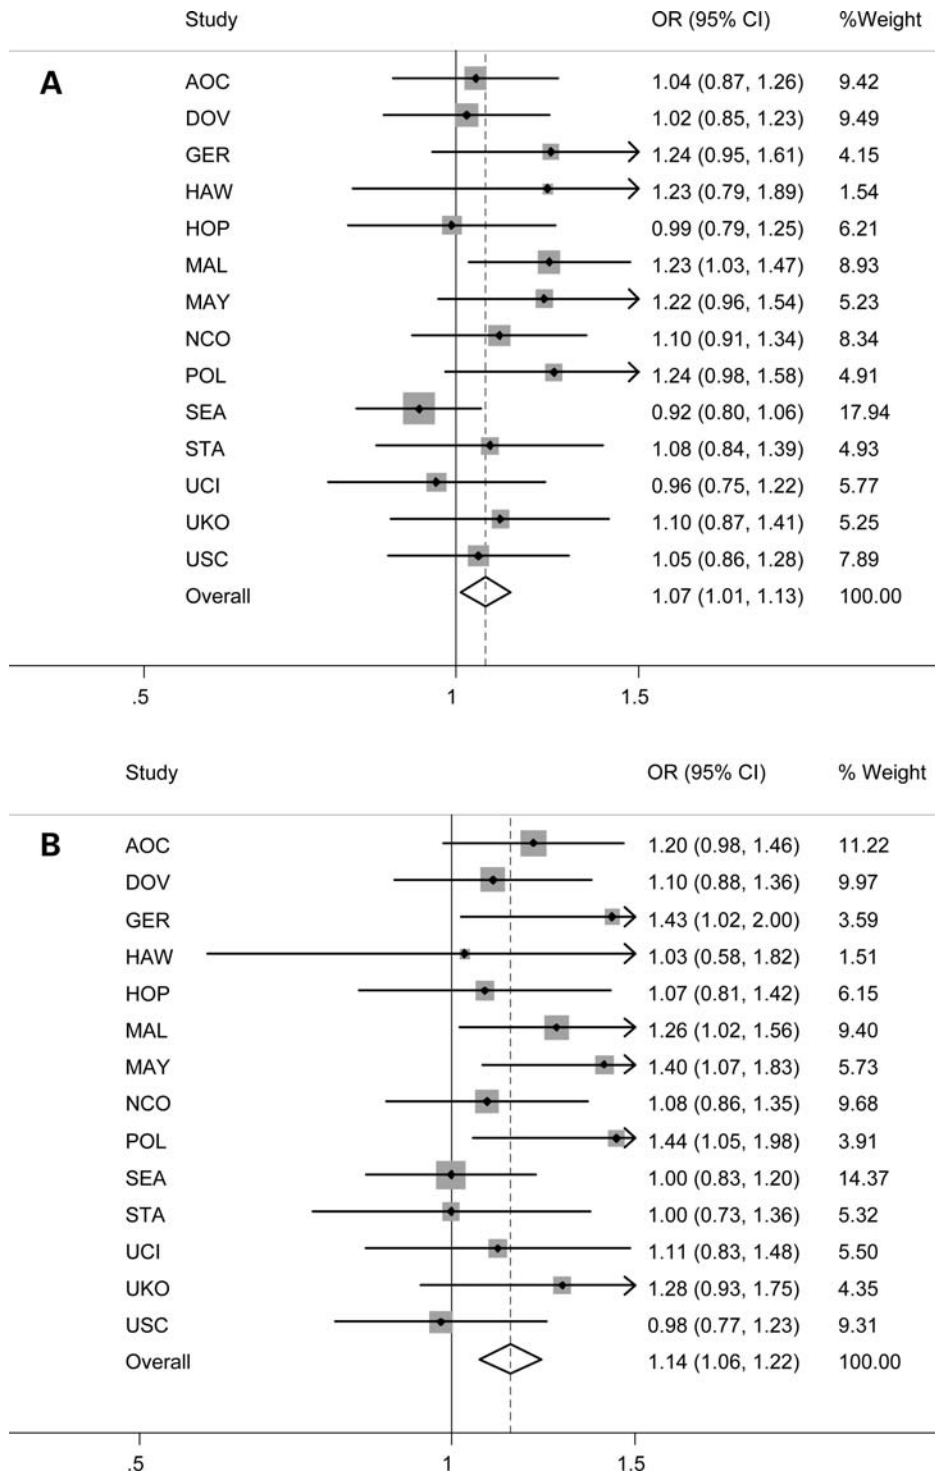 Study OR (95% CI) %Weight
A
AOC 1.04 (0.87, 1.26) 9.42
DOV 1.02 (0.85, 1.23) 9.49
GER 1.24 (0.95, 1.61) 4.15
HAW 1.23 (0.79, 1.89) 1.54
HOP 0.99 (0.79, 1.25) 6.21
MAL 1.23 (1.03, 1.47) 8.93
MAY 1.22 (0.96, 1.54) 5.23
NCO 1.10 (0.91, 1.34) 8.34
POL 1.24 (0.98, 1.58) 4.91
SEA 0.92 (0.80, 1.06) 17.94
STA 1.08 (0.84, 1.39) 4.93
UCI 0.96 (0.75, 1.22) 5.77
UKO 1.10 (0.87, 1.41) 5.25
USC 1.05 (0.86, 1.28) 7.89
Overall 1.07 (1.01, 1.13) 100.00
.5 1 1.5
Study OR (95% CI) % Weight
B
AOC 1.20 (0.98, 1.46) 11.22
DOV 1.10 (0.88, 1.36) 9.97
GER 1.43 (1.02, 2.00) 3.59
HAW 1.03 (0.58, 1.82) 1.51
HOP 1.07 (0.81, 1.42) 6.15
MAL 1.26 (1.02, 1.56) 9.40
MAY 1.40 (1.07, 1.83) 5.73
NCO 1.08 (0.86, 1.35) 9.68
POL 1.44 (1.05, 1.98) 3.91
SEA 1.00 (0.83, 1.20) 14.37
STA 1.00 (0.73, 1.36) 5.32
UCI 1.11 (0.83, 1.48) 5.50
UKO 1.28 (0.93, 1.75) 4.35
USC 0.98 (0.77, 1.23) 9.31
Overall 1.14 (1.06, 1.22) 100.00
.5 1 1.5